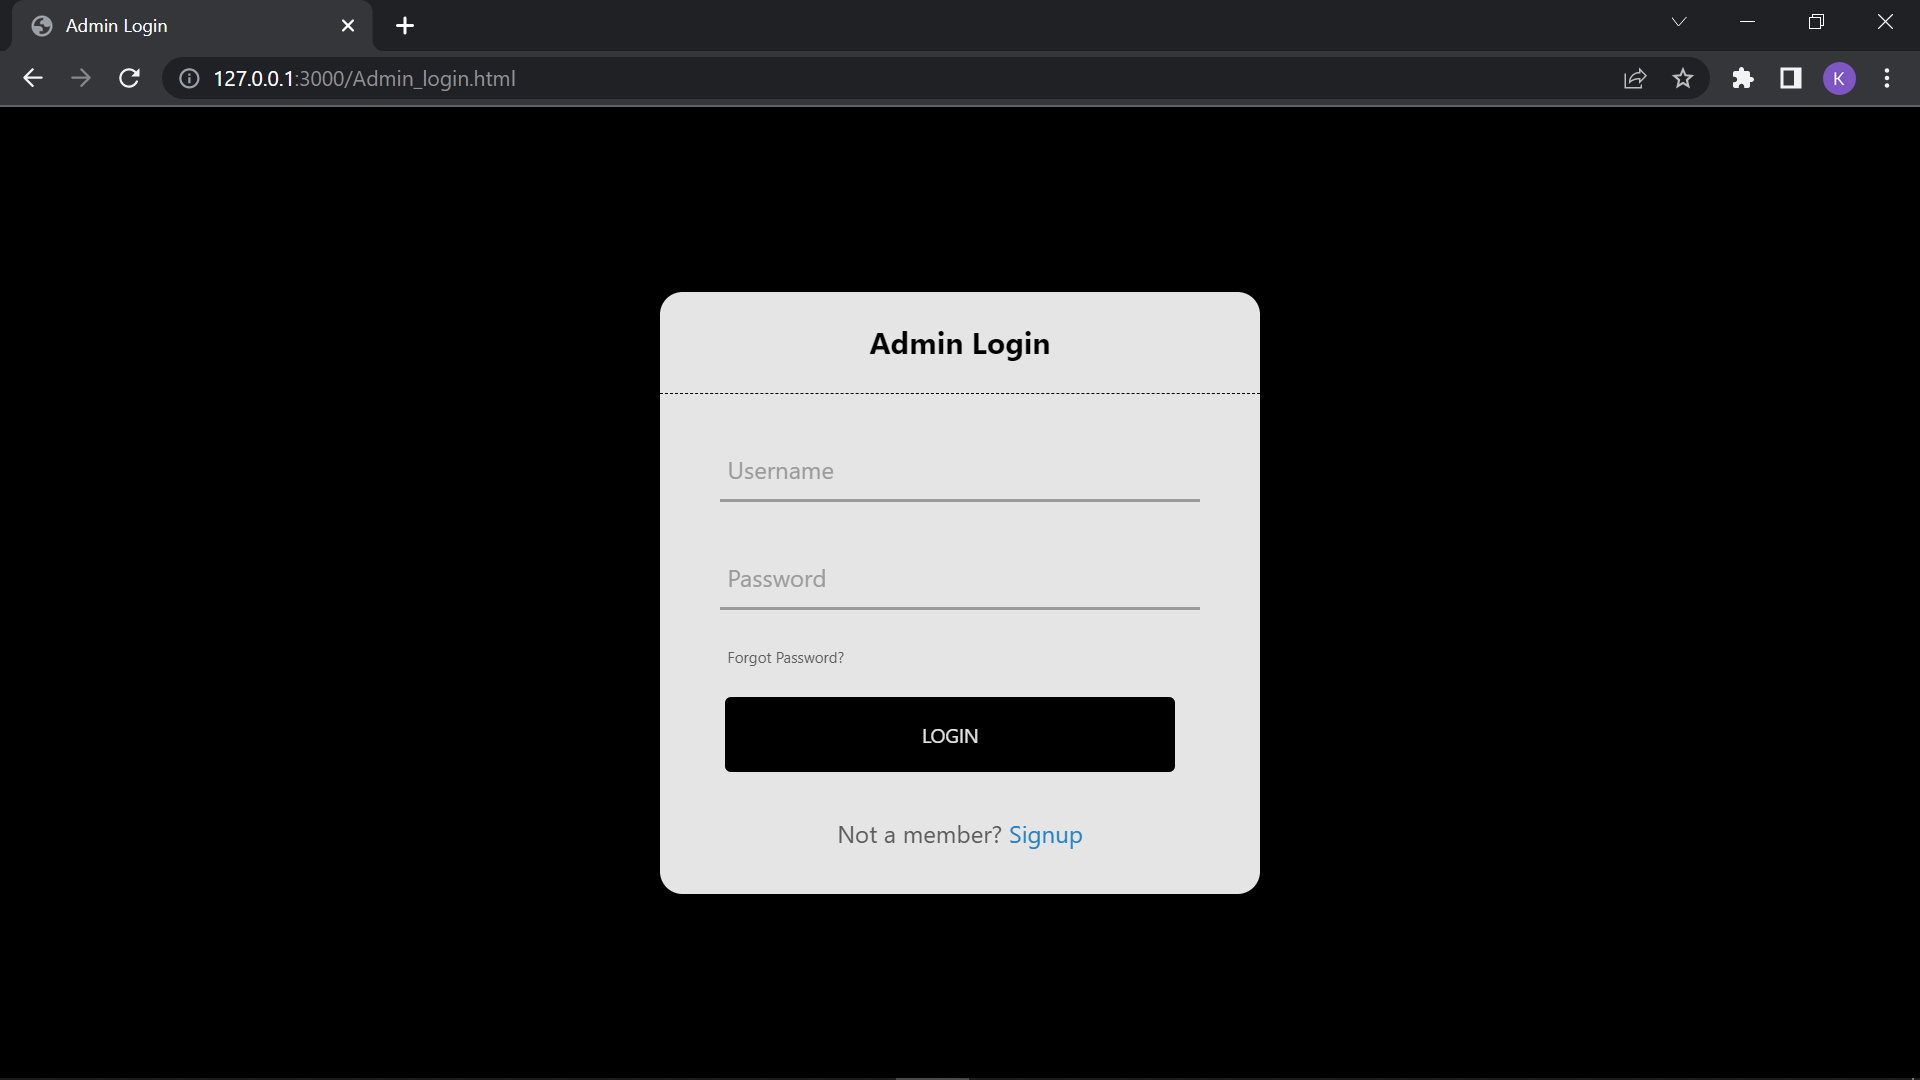 Admin Login
127.0.0.1:3000/Admin_login.html
K
Admin Login
Username
Password
Forgot Password?
LOGIN
Not a member? Signup